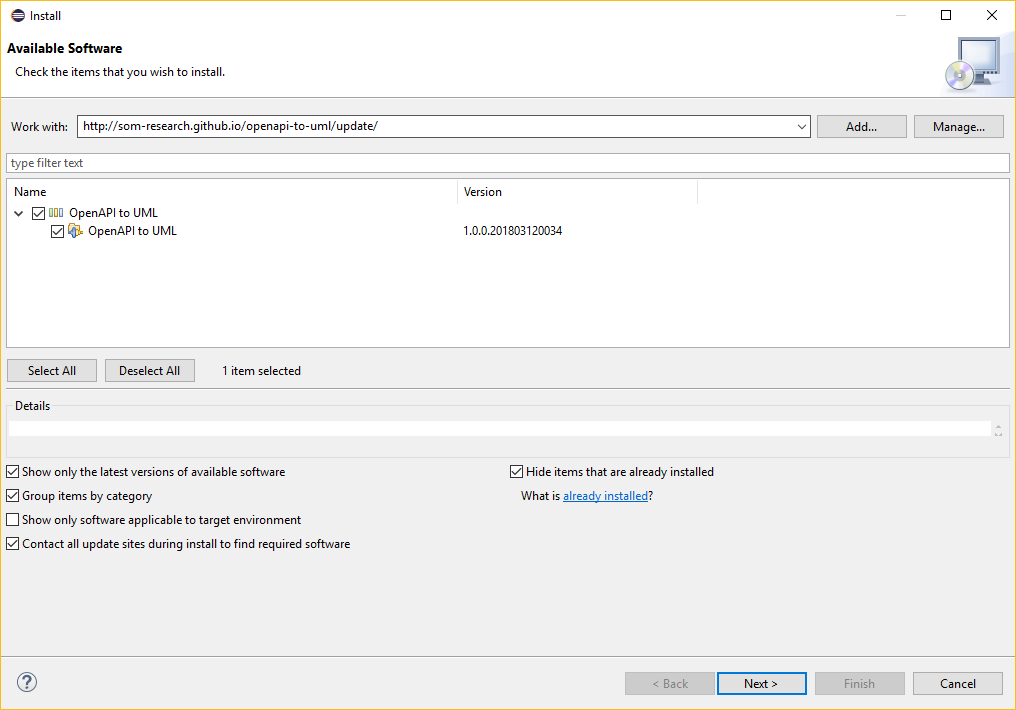 Install
Available Software
Check the items that you wish to install.
Work with: http://som-research.github.io/openapi-to-uml/update/ Add... Manage...
type filter text
Name Version
OpenAPI to UML
OpenAPI to UML 1.0.0.201803120034
Select All Deselect All 1 item selected
Details
Show only the latest versions of available software Hide items that are already installed
Group items by category What is already installed?
Show only software applicable to target environment
Contact all update sites during install to find required software
? < Back Next > Finish Cancel